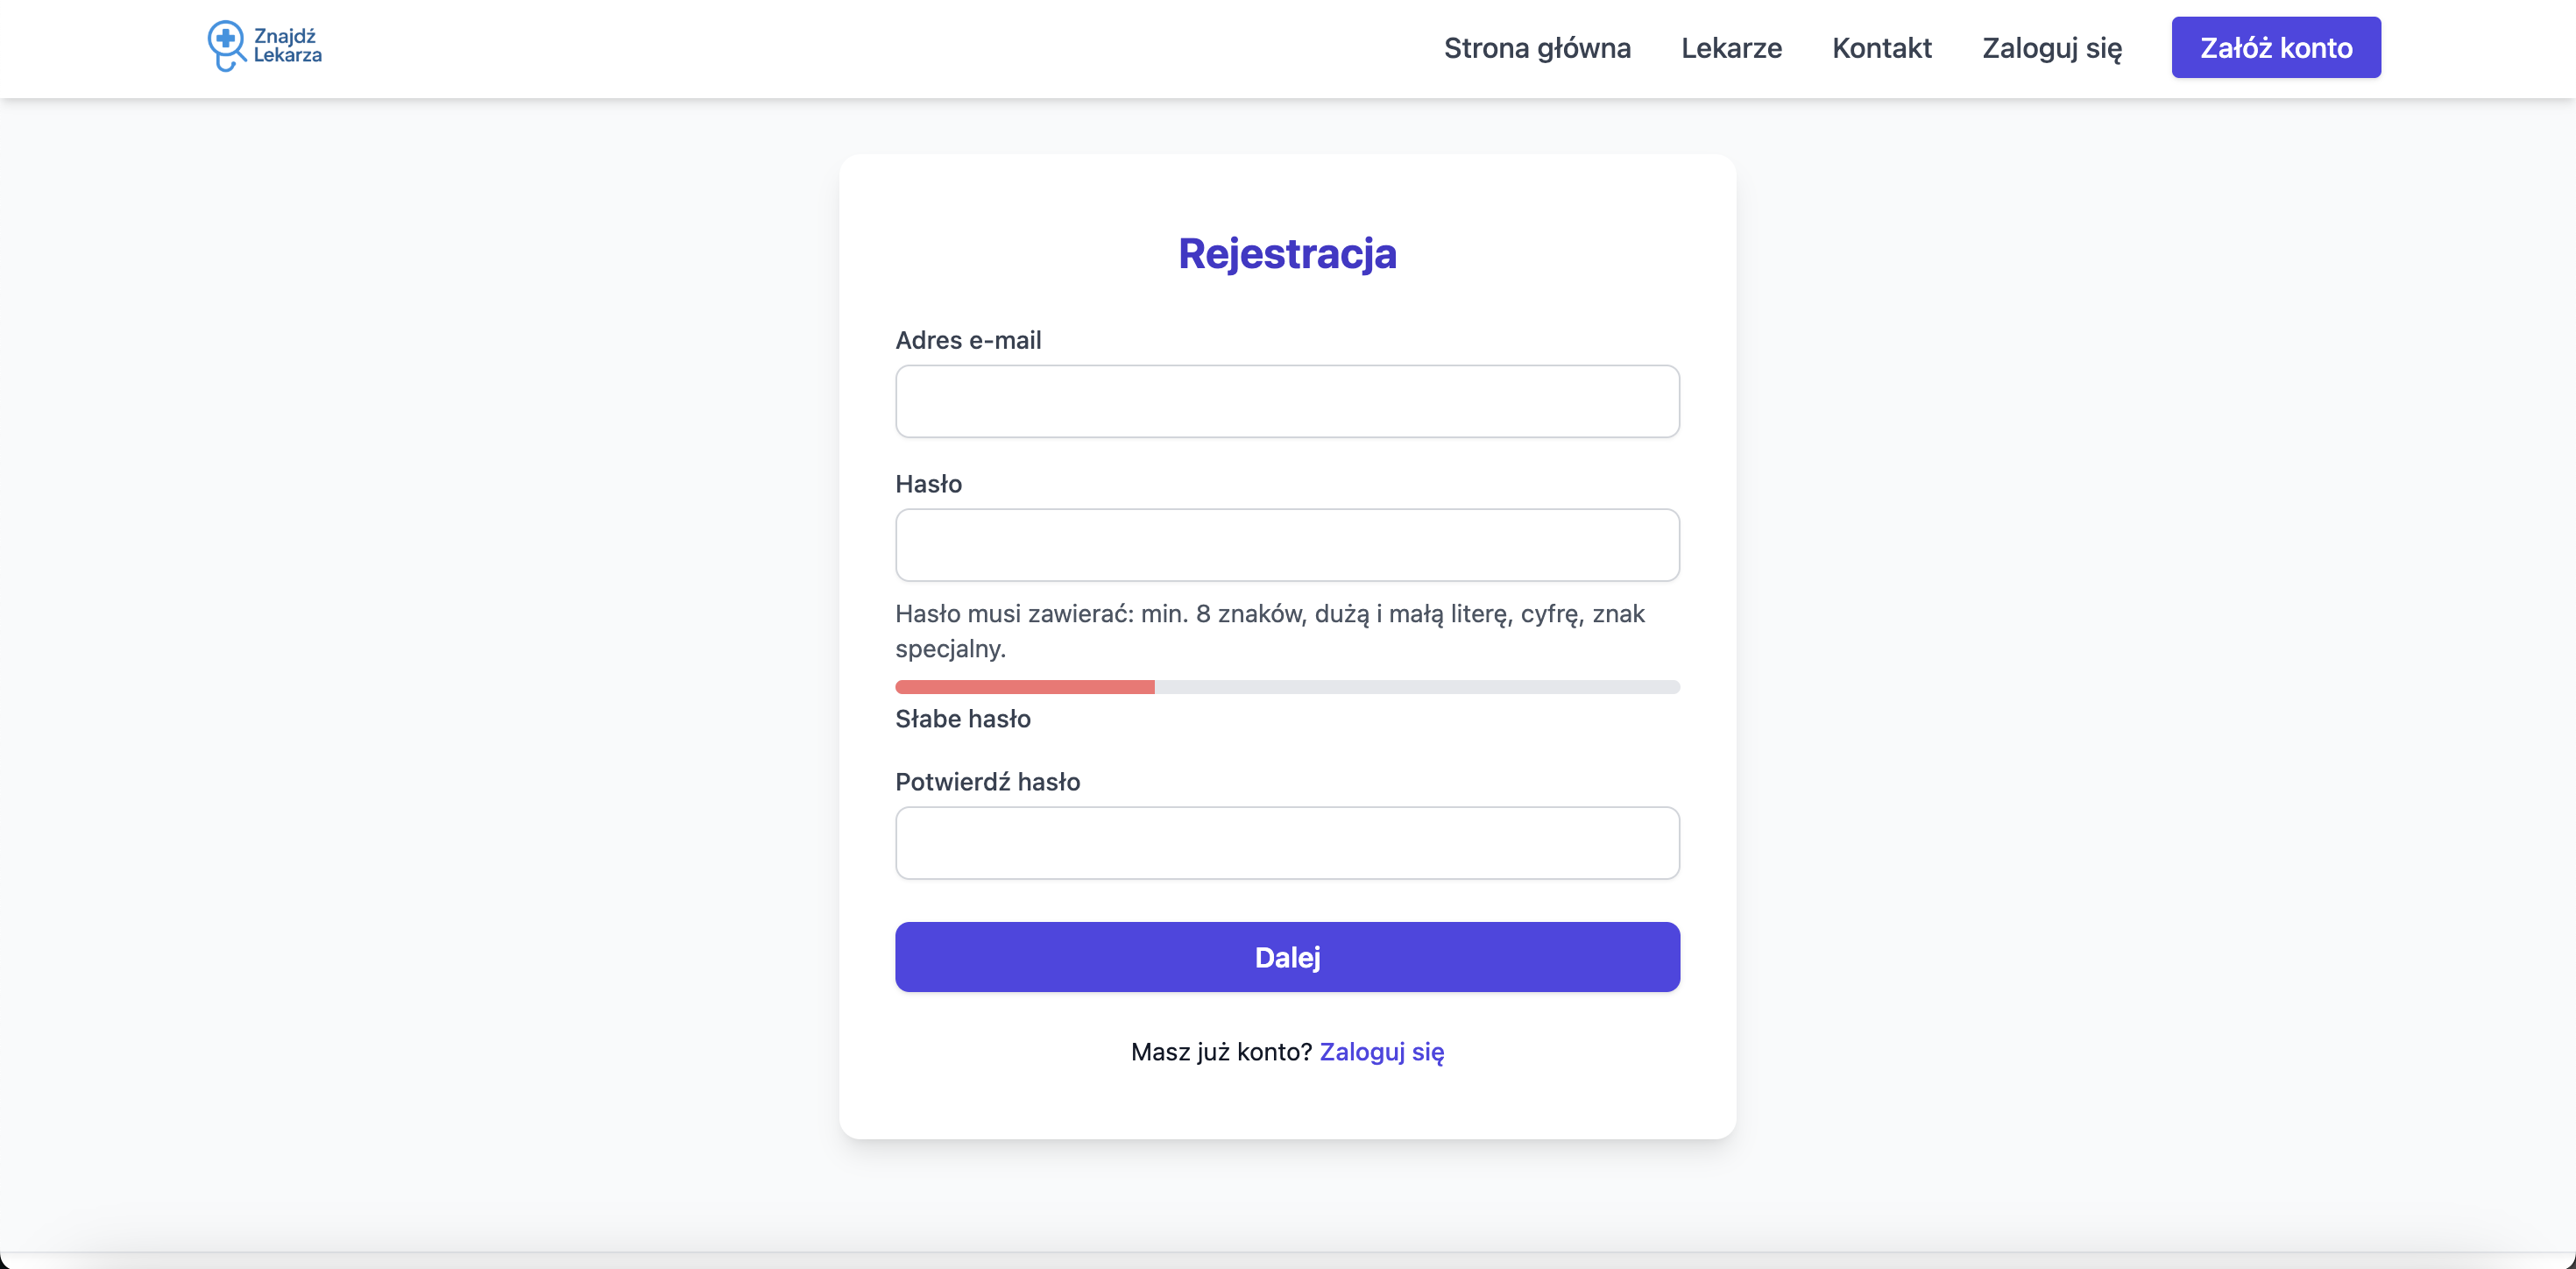 Znajdź
Lekarza
Strona główna
Lekarze
Kontakt
Zaloguj się
Załóż konto
Rejestracja
Adres e-mail
Hasło
Hasło musi zawierać: min. 8 znaków, dużą i małą literę, cyfrę, znak
specjalny.
Słabe hasło
Potwierdź hasło
Dalej
Masz już konto? Zaloguj się